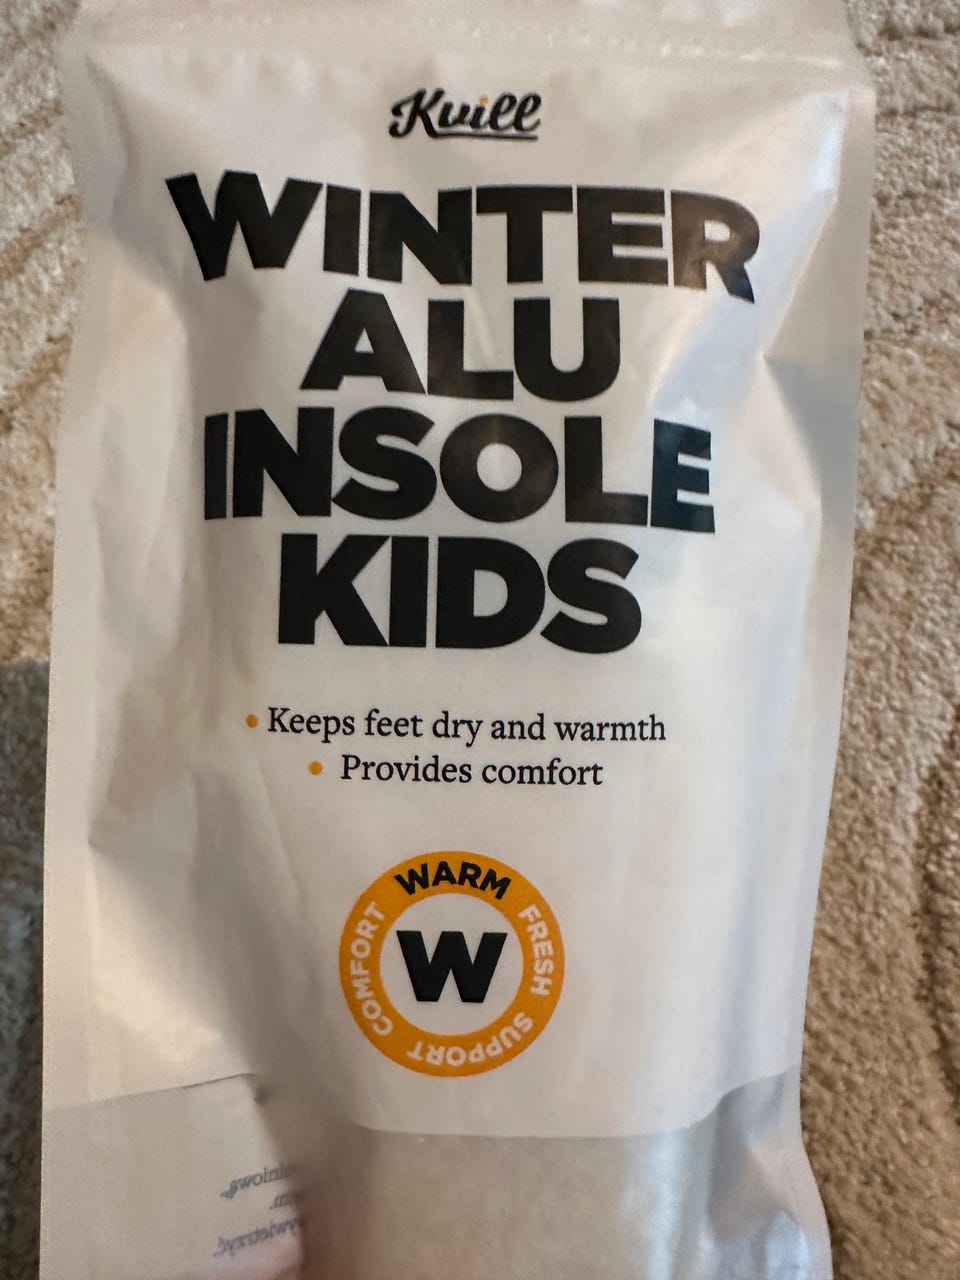 Kvill
WINTER
ALU
INSOLE
KIDS
• Keeps feet dry and warmth
• Provides comfort
WARM
FRESH
SUPPORT
COMFORT
W